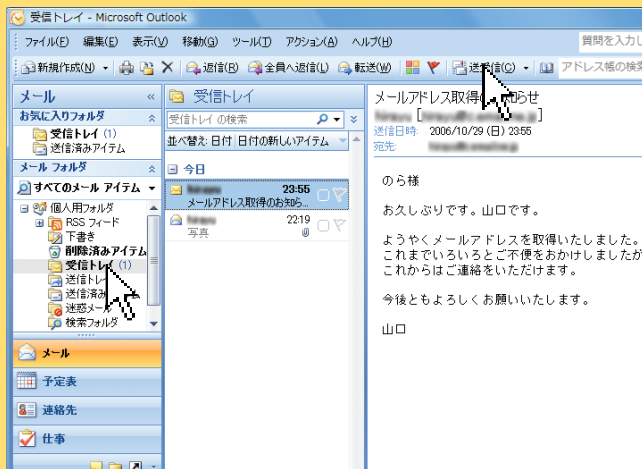 受信トレイ - Microsoft Outlook
ファイル(F) 編集(E) 表示(V) 移動(G) ツール(T) アクション(A) ヘルプ(H) 質問を入力し
新規作成(N) 返信(R) 全員へ返信(L) 転送(W) 送受信(C) アドレス帳の検索
メール
お気に入りフォルダ
受信トレイ (1)
送信済みアイテム
メール フォルダ
すべてのメール アイテム
個人用フォルダ
RSS フィード
下書き
削除済みアイテム
受信トレイ (1)
送信トレ
送信済み
迷惑メー
検索フォルダ
メール
予定表
連絡先
仕事
受信トレイ
受信トレイ の検索
並べ替え: 日付 日付の新しいアイテム
今日
23:55
メールアドレス取得のお知ら...
22:19
写真
メールアドレス取得のお知らせ
送信日時: 2006/10/29 (日) 23:55
宛先:
のら様
お久しぶりです。山口です。
ようやくメールアドレスを取得いたしました。
これまでいろいろとご不便をおかけしましたが
これからはご連絡をいただけます。
今後ともよろしくお願いいたします。
山口